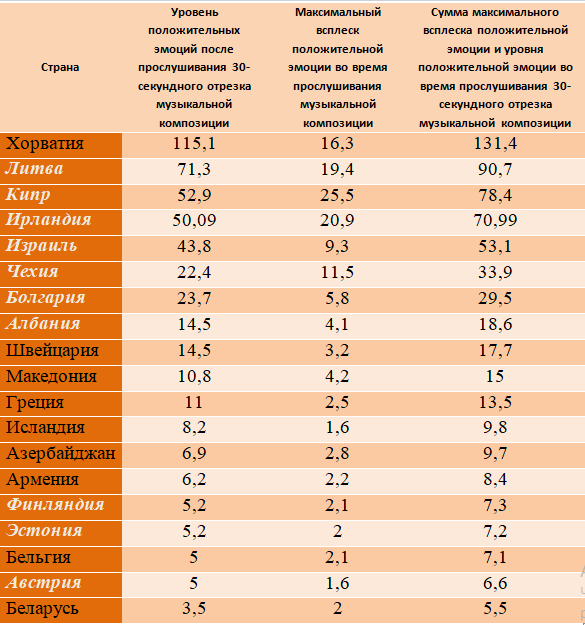 Страна
Уровень
положительных
эмоций после
прослушивания 30-
секундного отрезка
музыкальной
композиции
Максимальный
всплеск
положительной
эмоции во время
прослушивания
музыкальной
композиции
Сумма максимального
всплеска положительной
эмоции и уровня
положительной эмоции во
время прослушивания 30-
секундного отрезка
музыкальной композиции
Хорватия 115,1 16,3 131,4
Литва 71,3 19,4 90,7
Кипр 52,9 25,5 78,4
Ирландия 50,09 20,9 70,99
Израиль 43,8 9,3 53,1
Чехия 22,4 11,5 33,9
Болгария 23,7 5,8 29,5
Албания 14,5 4,1 18,6
Швейцария 14,5 3,2 17,7
Македония 10,8 4,2 15
Греция 11 2,5 13,5
Исландия 8,2 1,6 9,8
Азербайджан 6,9 2,8 9,7
Армения 6,2 2,2 8,4
Финляндия 5,2 2,1 7,3
Эстония 5,2 2 7,2
Бельгия 5 2,1 7,1
Австрия 5 1,6 6,6
Беларусь 3,5 2 5,5